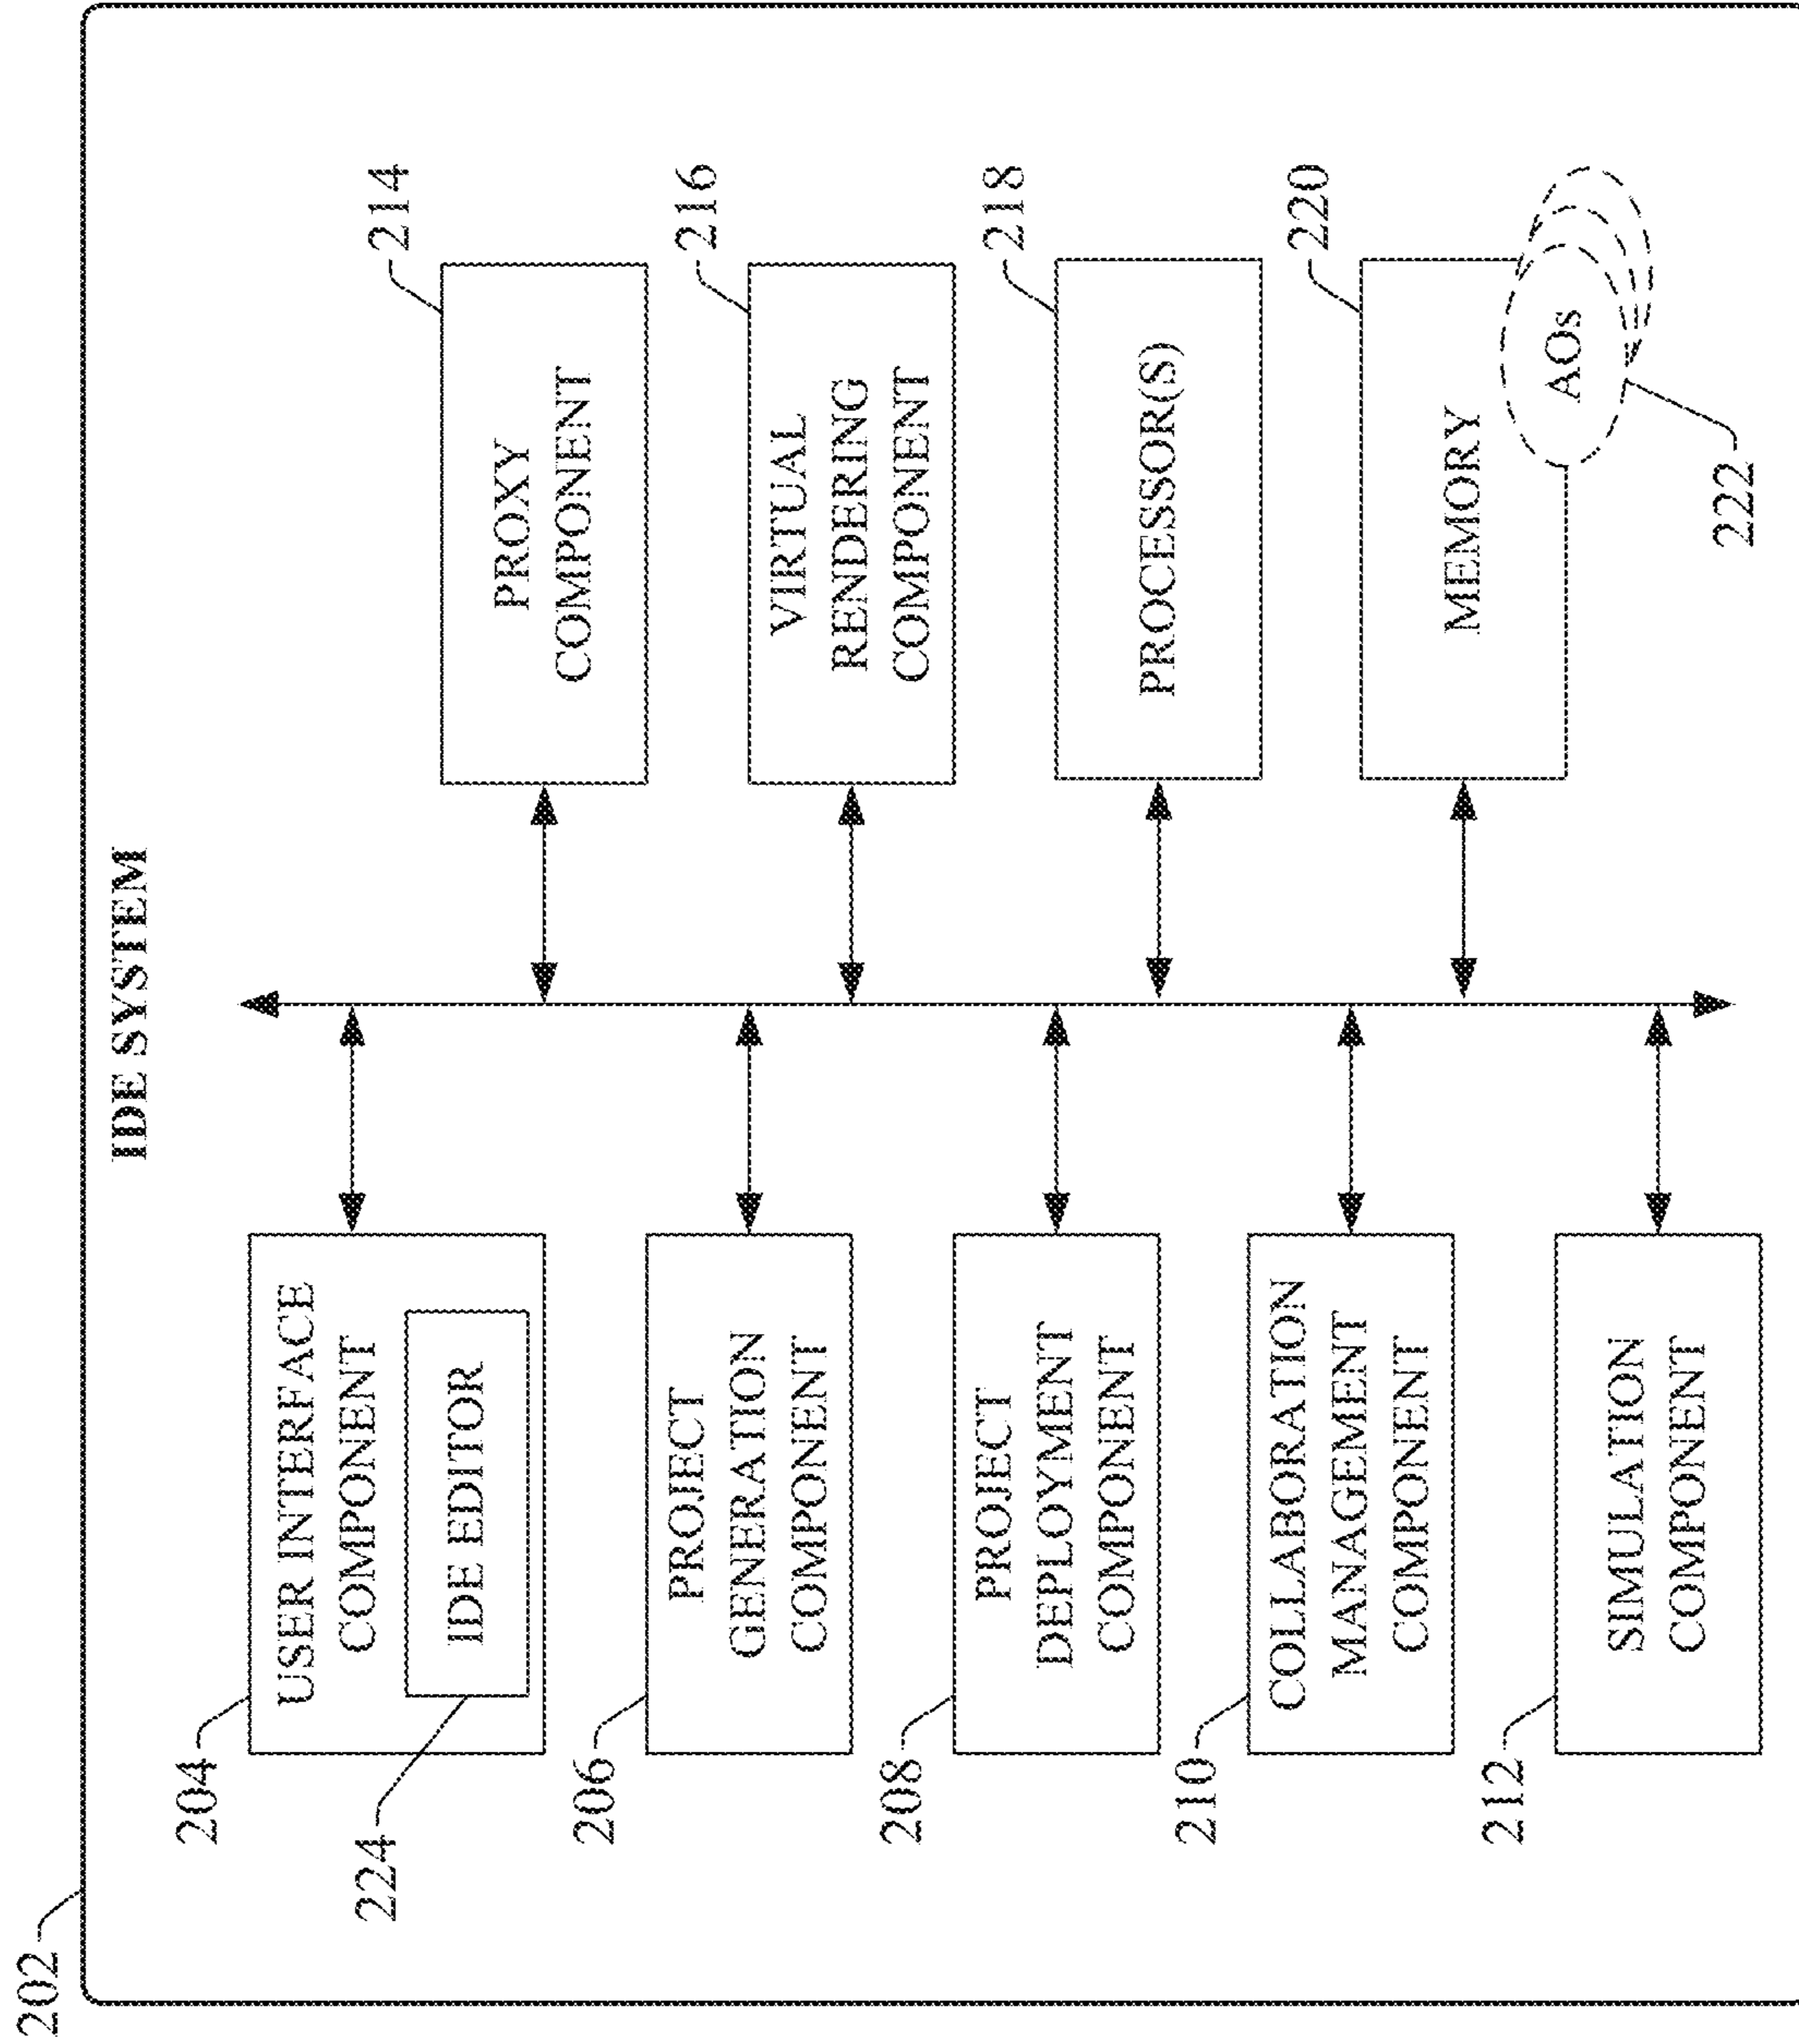 202
IDE SYSTEM
204
USER INTERFACE
COMPONENT
224
IDE EDITOR
206
PROJECT
GENERATION
COMPONENT
208
PROJECT
DEPLOYMENT
COMPONENT
210
COLLABORATION
MANAGEMENT
COMPONENT
212
SIMULATION
COMPONENT
214
PROXY
COMPONENT
216
VIRTUAL
RENDERING
COMPONENT
218
PROCESSOR(S)
220
MEMORY
AOs
222